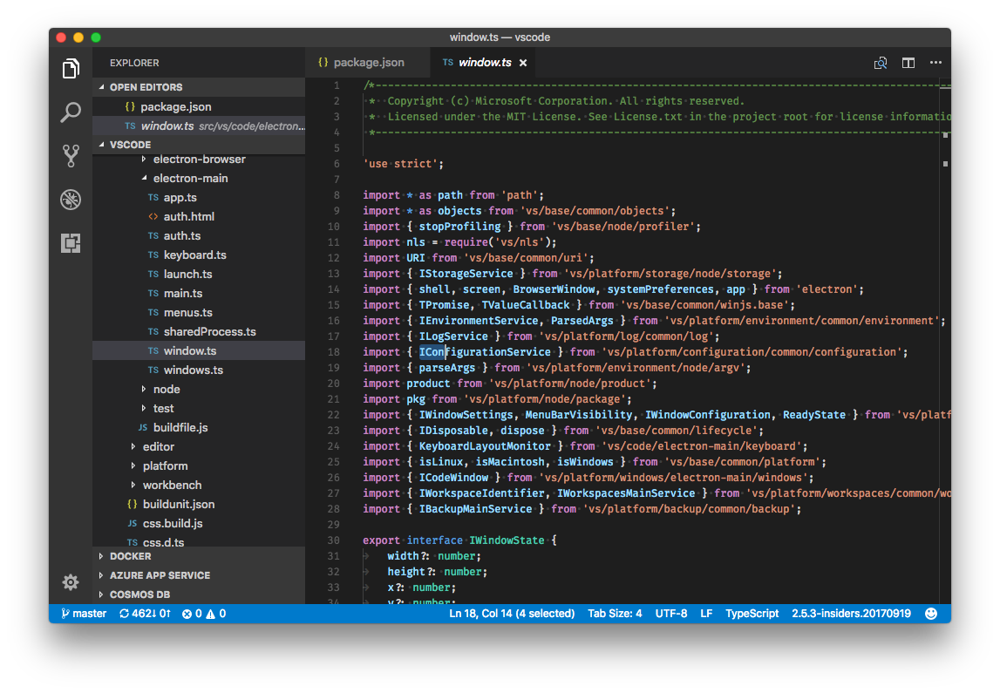 window.ts — vscode
EXPLORER
OPEN EDITORS
{} package.json
TS window.ts src/vs/code/electron...
VSCODE
electron-browser
electron-main
TS app.ts
<> auth.html
TS auth.ts
TS keyboard.ts
TS launch.ts
TS main.ts
TS menus.ts
TS sharedProcess.ts
TS window.ts
TS windows.ts
node
test
JS buildfile.js
editor
platform
workbench
{} buildunit.json
JS css.build.js
TS css.d.ts
DOCKER
AZURE APP SERVICE
COSMOS DB
{} package.json
TS window.ts ×
1 /*---------------------------------------------------------------------------------------------
2 * Copyright (c) Microsoft Corporation. All rights reserved.
3 * Licensed under the MIT License. See License.txt in the project root for license informatio
4 *---------------------------------------------------------------------------------------------
5
6 'use strict';
7
8 import * as path from 'path';
9 import * as objects from 'vs/base/common/objects';
10 import { stopProfiling } from 'vs/base/node/profiler';
11 import nls = require('vs/nls');
12 import URI from 'vs/base/common/uri';
13 import { IStorageService } from 'vs/platform/storage/node/storage';
14 import { shell, screen, BrowserWindow, systemPreferences, app } from 'electron';
15 import { TPromise, TValueCallback } from 'vs/base/common/winjs.base';
16 import { IEnvironmentService, ParsedArgs } from 'vs/platform/environment/common/environment';
17 import { ILogService } from 'vs/platform/log/common/log';
18 import { IConfigurationService } from 'vs/platform/configuration/common/configuration';
19 import { parseArgs } from 'vs/platform/environment/node/argv';
20 import product from 'vs/platform/node/product';
21 import pkg from 'vs/platform/node/package';
22 import { IWindowSettings, MenuBarVisibility, IWindowConfiguration, ReadyState } from 'vs/platf
23 import { IDisposable, dispose } from 'vs/base/common/lifecycle';
24 import { KeyboardLayoutMonitor } from 'vs/code/electron-main/keyboard';
25 import { isLinux, isMacintosh, isWindows } from 'vs/base/common/platform';
26 import { ICodeWindow } from 'vs/platform/windows/electron-main/windows';
27 import { IWorkspaceIdentifier, IWorkspacesMainService } from 'vs/platform/workspaces/common/wo
28 import { IBackupMainService } from 'vs/platform/backup/common/backup';
29
30 export interface IWindowState {
31 width?: number;
32 height?: number;
33 x?: number;
34 y?: number;
master 462↓ 0↑ 0 0 Ln 18, Col 14 (4 selected) Tab Size: 4 UTF-8 LF TypeScript 2.5.3-insiders.20170919